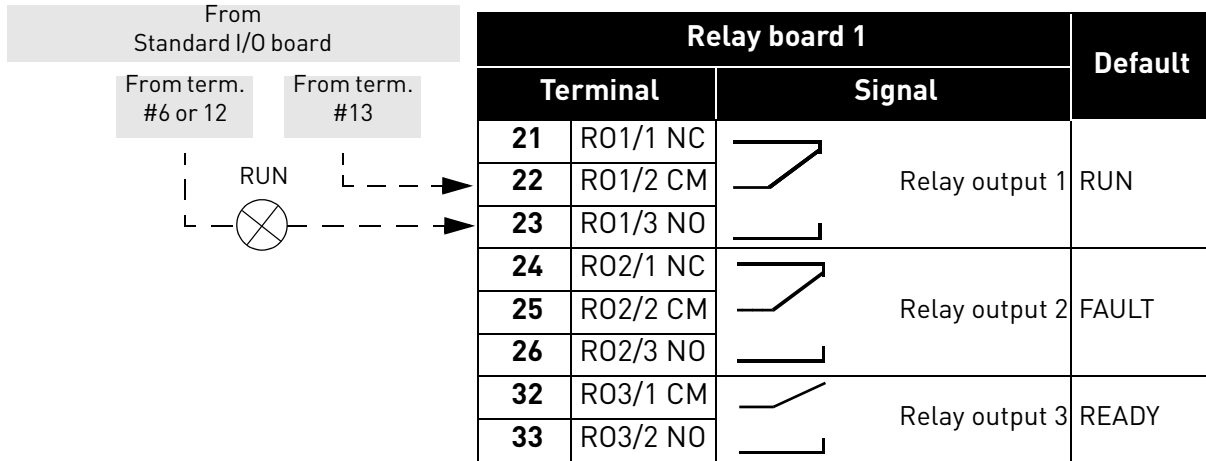 From
Standard I/O board
From term.
#6 or 12
From term.
#13
RUN
Relay board 1
Default
Terminal
Signal
21 RO1/1 NC
22 RO1/2 CM
23 RO1/3 NO
Relay output 1 RUN
24 RO2/1 NC
25 RO2/2 CM
26 RO2/3 NO
Relay output 2 FAULT
32 RO3/1 CM
33 RO3/2 NO
Relay output 3 READY